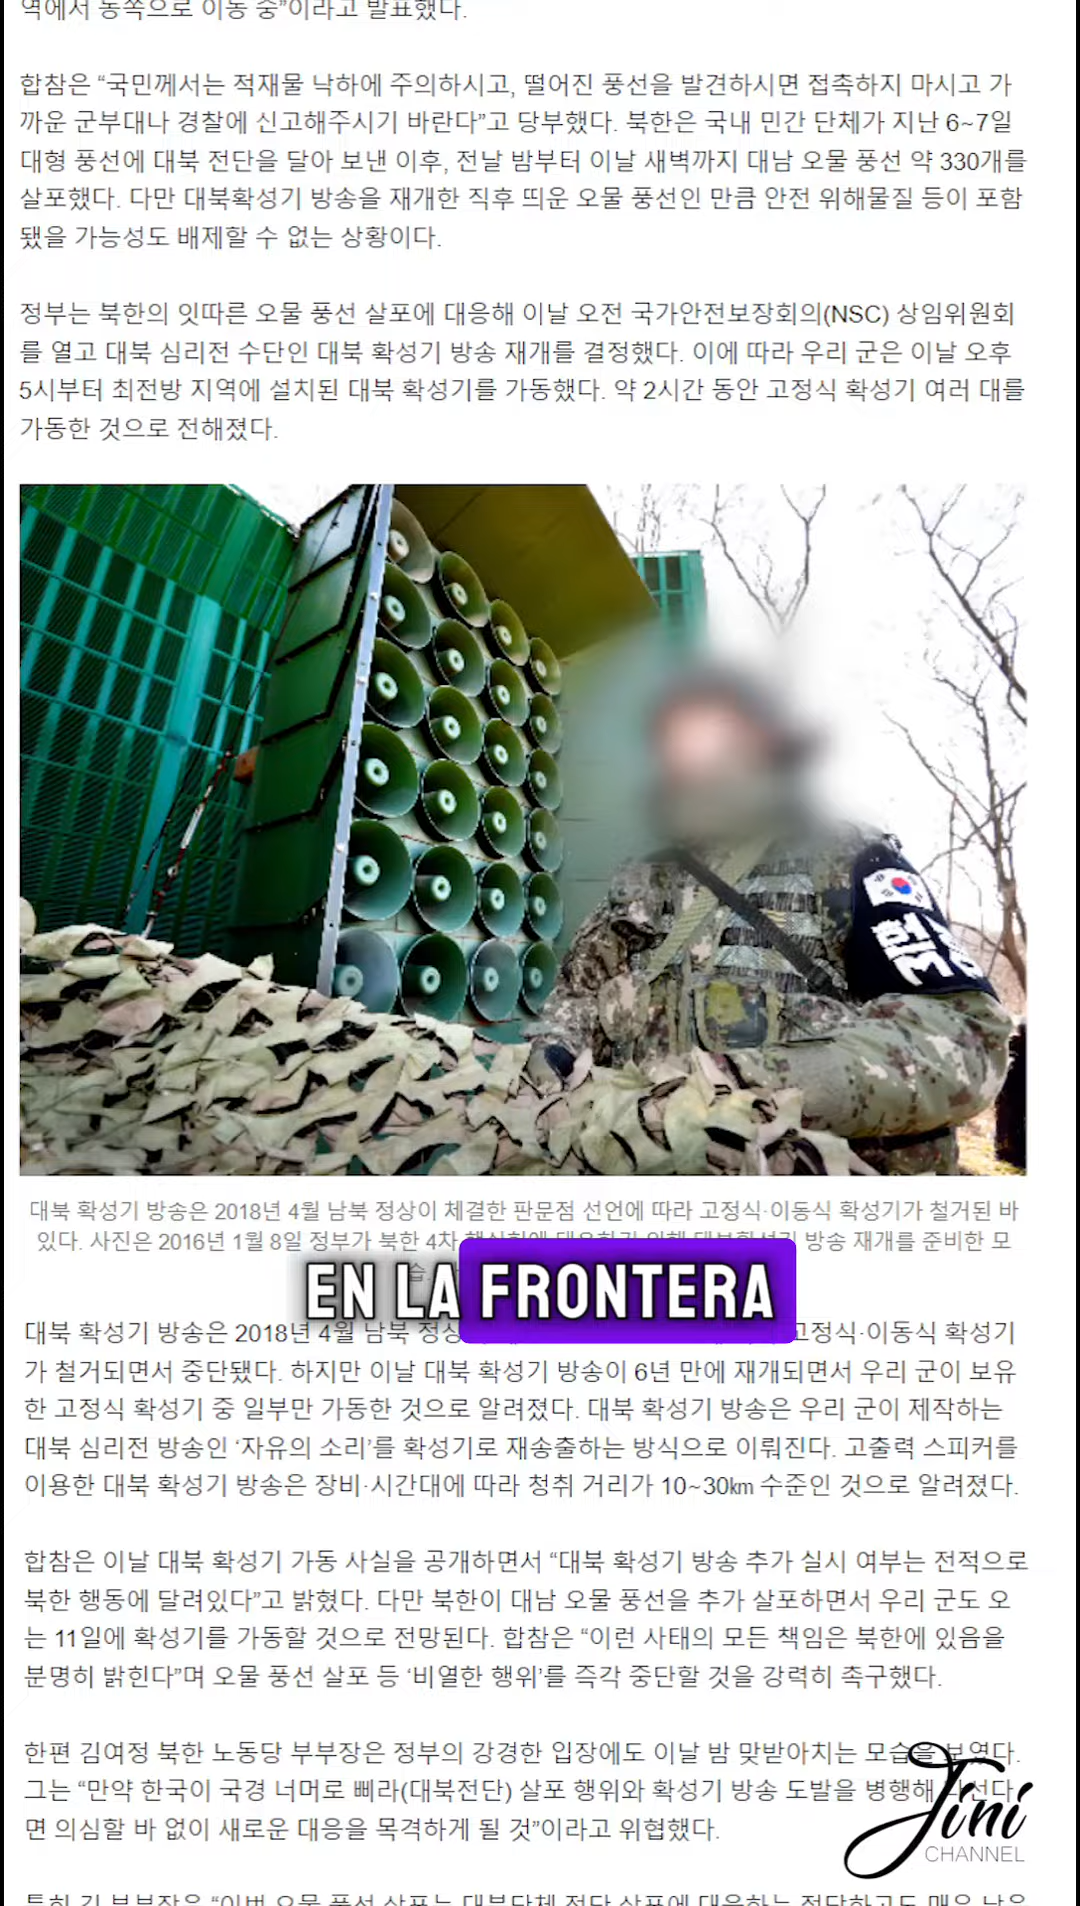 역에서 동쪽으로 이동 중”이라고 발표했다.
합참은 “국민께서는 적재물 낙하에 주의하시고, 떨어진 풍선을 발견하시면 접촉하지 마시고 가
까운 군부대나 경찰에 신고해주시기 바란다”고 당부했다. 북한은 국내 민간 단체가 지난 6~7일
대형 풍선에 대북 전단을 달아 보낸 이후, 전날 밤부터 이날 새벽까지 대남 오물 풍선 약 330개를
살포했다. 다만 대북확성기 방송을 재개한 직후 띄운 오물 풍선인 만큼 안전 위해물질 등이 포함
됐을 가능성도 배제할 수 없는 상황이다.
정부는 북한의 잇따른 오물 풍선 살포에 대응해 이날 오전 국가안전보장회의(NSC) 상임위원회
를 열고 대북 심리전 수단인 대북 확성기 방송 재개를 결정했다. 이에 따라 우리 군은 이날 오후
5시부터 최전방 지역에 설치된 대북 확성기를 가동했다. 약 2시간 동안 고정식 확성기 여러 대를
가동한 것으로 전해졌다.
대북 확성기 방송은 2018년 4월 남북 정상이 체결한 판문점 선언에 따라 고정식·이동식 확성기가 철거된 바
있다. 사진은 2016년 1월 8일 정부가 북한 4차 방송 재개를 준비한 모
습.
EN LA FRONTERA
대북 확성기 방송은 2018년 4월 남북 정상 고정식·이동식 확성기
가 철거되면서 중단됐다. 하지만 이날 대북 확성기 방송이 6년 만에 재개되면서 우리 군이 보유
한 고정식 확성기 중 일부만 가동한 것으로 알려졌다. 대북 확성기 방송은 우리 군이 제작하는
대북 심리전 방송인 ‘자유의 소리’를 확성기로 재송출하는 방식으로 이뤄진다. 고출력 스피커를
이용한 대북 확성기 방송은 장비·시간대에 따라 청취 거리가 10~30㎞ 수준인 것으로 알려졌다.
합참은 이날 대북 확성기 가동 사실을 공개하면서 “대북 확성기 방송 추가 실시 여부는 전적으로
북한 행동에 달려있다”고 밝혔다. 다만 북한이 대남 오물 풍선을 추가 살포하면서 우리 군도 오
는 11일에 확성기를 가동할 것으로 전망된다. 합참은 “이런 사태의 모든 책임은 북한에 있음을
분명히 밝힌다”며 오물 풍선 살포 등 ‘비열한 행위’를 즉각 중단할 것을 강력히 촉구했다.
한편 김여정 북한 노동당 부부장은 정부의 강경한 입장에도 이날 밤 맞받아치는 모습을 보였다.
그는 “만약 한국이 국경 너머로 삐라(대북전단) 살포 행위와 확성기 방송 도발을 병행해 나선다
면 의심할 바 없이 새로운 대응을 목격하게 될 것”이라고 위협했다.
Jini
CHANNEL